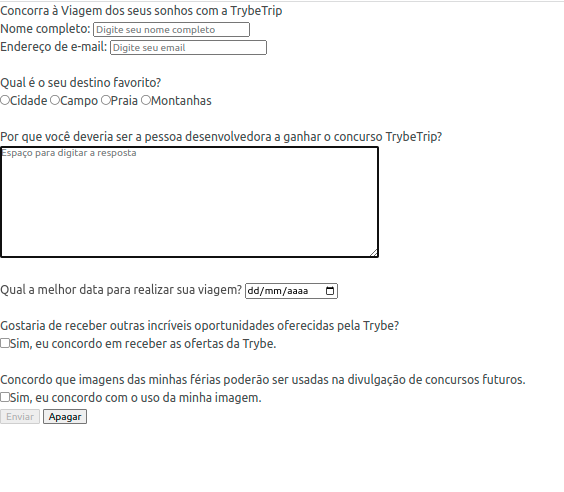 Concorra à Viagem dos seus sonhos com a TrybeTrip
Nome completo: Digite seu nome completo
Endereço de e-mail: Digite seu email
Qual é o seu destino favorito?
Cidade Campo Praia Montanhas
Por que você deveria ser a pessoa desenvolvedora a ganhar o concurso TrybeTrip?
Espaço para digitar a resposta
Qual a melhor data para realizar sua viagem? dd/mm/aaaa
Gostaria de receber outras incríveis oportunidades oferecidas pela Trybe?
Sim, eu concordo em receber as ofertas da Trybe.
Concordo que imagens das minhas férias poderão ser usadas na divulgação de concursos futuros.
Sim, eu concordo com o uso da minha imagem.
Enviar Apagar